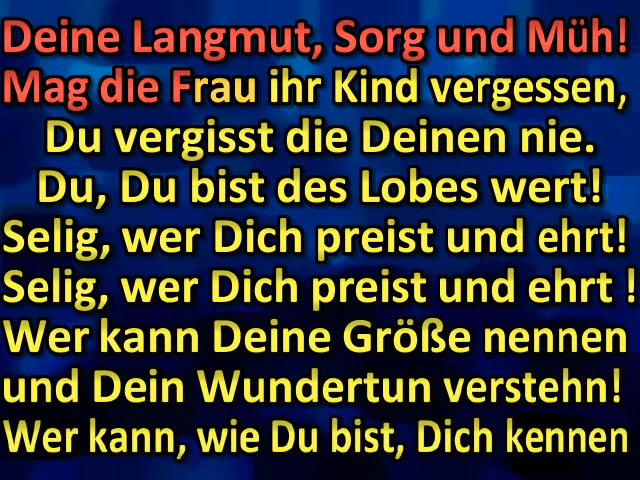 Deine Langmut, Sorg und Müh!
Mag die Frau ihr Kind vergessen,
Du vergisst die Deinen nie.
Du, Du bist des Lobes wert!
Selig, wer Dich preist und ehrt!
Selig, wer Dich preist und ehrt !
Wer kann Deine Größe nennen
und Dein Wundertun verstehn!
Wer kann, wie Du bist, Dich kennen